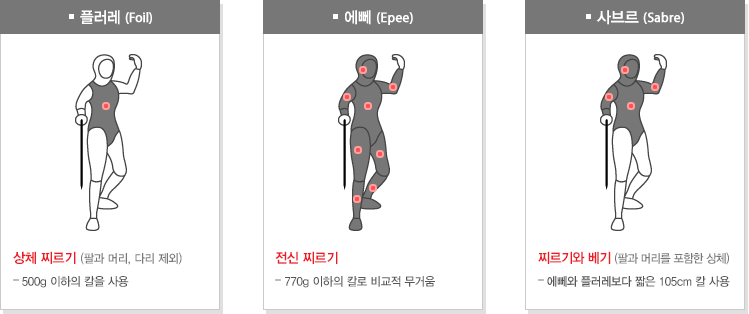 플러레 (Foil)
상체 찌르기 (팔과 머리, 다리 제외)
- 500g 이하의 칼을 사용
에뻬 (Epee)
전신 찌르기
- 770g 이하의 칼로 비교적 무거움
사브르 (Sabre)
찌르기와 베기 (팔과 머리를 포함한 상체)
- 에뻬와 플러레보다 짧은 105cm 칼 사용